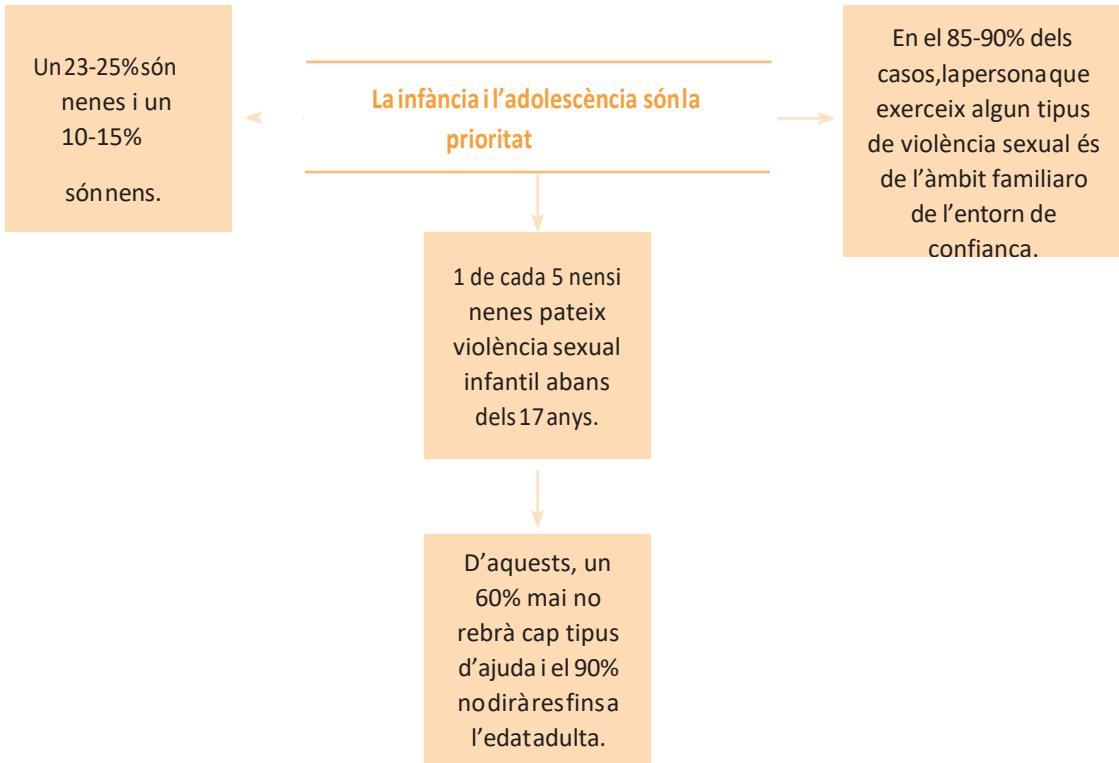 Un 23-25% són
nenes i un
10-15%
són nens.
La infància i l’adolescència són la
prioritat
En el 85-90% dels
casos, la persona que
exerceix algun tipus
de violència sexual és
de l’àmbit familiar o
de l’entorn de
confiança.
1 de cada 5 nens i
nenes pateix
violència sexual
infantil abans
dels 17 anys.
D’aquests, un
60% mai no
rebrà cap tipus
d’ajuda i el 90%
no dirà res fins a
l’edat adulta.